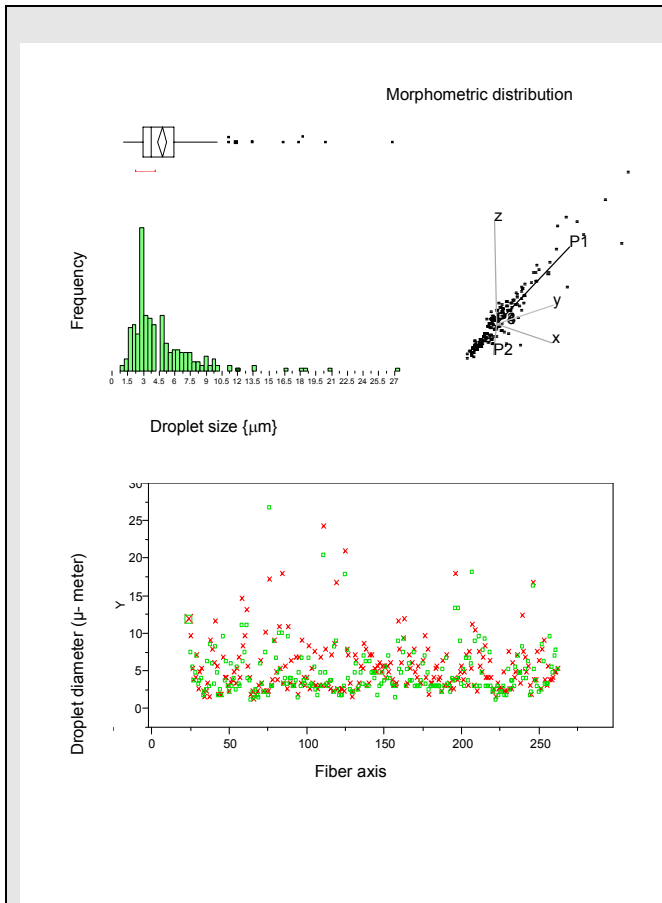 Morphometric distribution
Frequency
z
P1
y
x
P2
0 1.5 3 4.5 6 7.5 9 10.5 12 13.5 15 16.5 18 19.5 21 22.5 24 25.5 27
Droplet size {μm}
Droplet diameter (μ- meter)
Y
30
25
20
15
10
5
0
0 50 100 150 200 250
Fiber axis